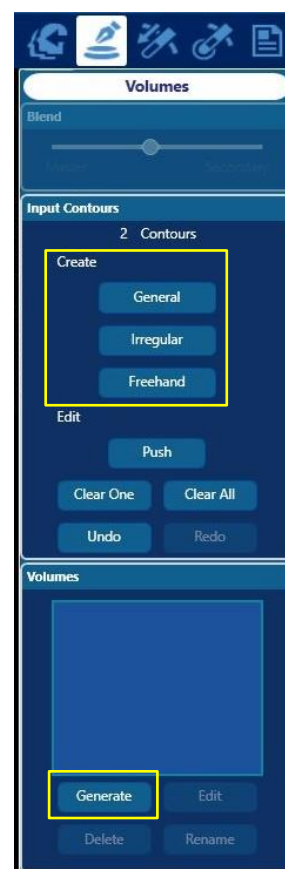 Volumes
Blend
Master Secondary
Input Contours
2 Contours
Create
General
Irregular
Freehand
Edit
Push
Clear One Clear All
Undo Redo
Volumes
Generate Edit
Delete Rename